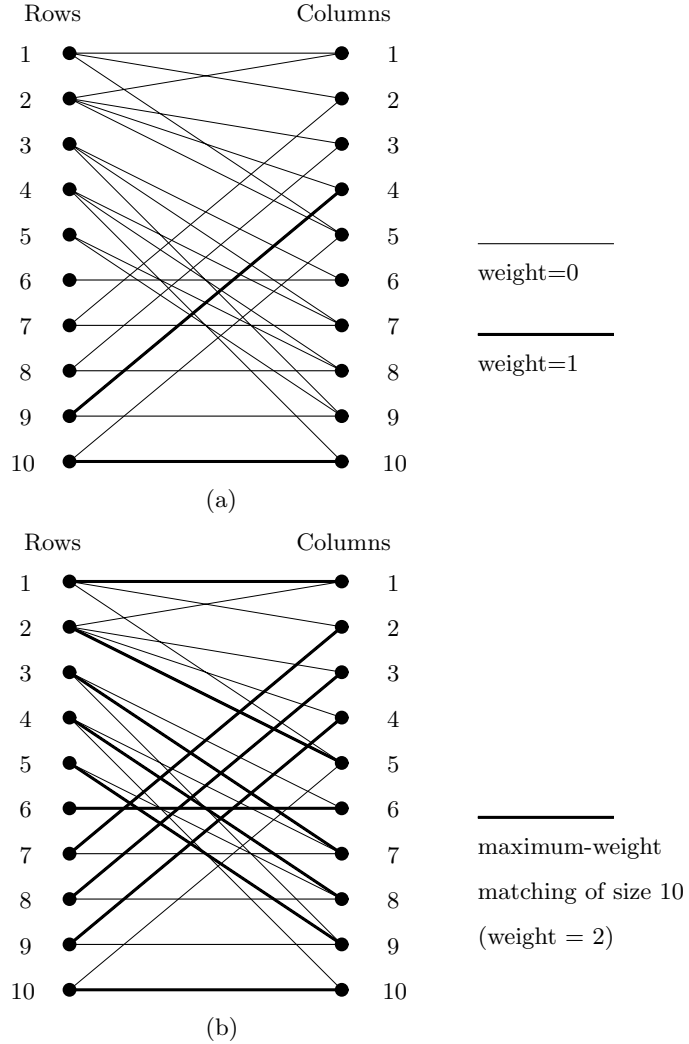 Rows Columns
1 1
2 2
3 3
4 4
5 5
6 6
7 7
8 8
9 9
10 10
weight=0
weight=1
(a)
Rows Columns
1 1
2 2
3 3
4 4
5 5
6 6
7 7
8 8
9 9
10 10
maximum-weight
matching of size 10
(weight = 2)
(b)